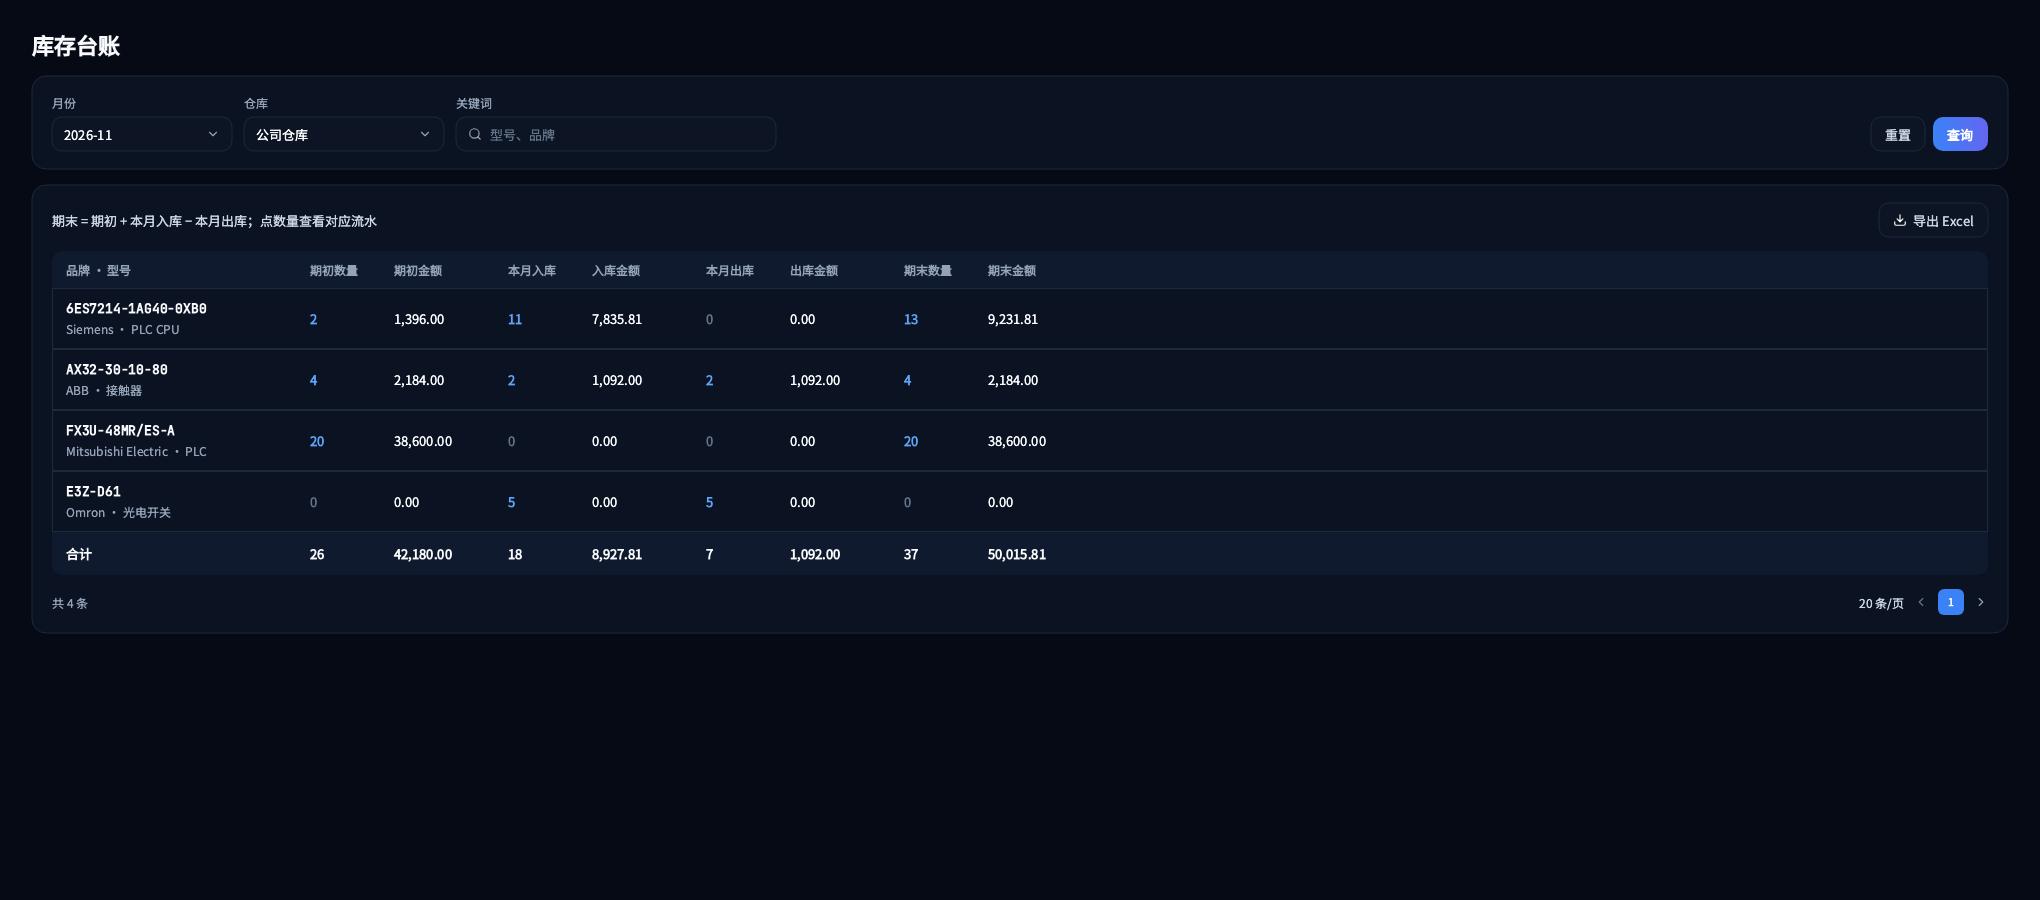 库存台账
月份 仓库 关键词
2026-11 公司仓库 型号、品牌 重置 查询
期末 = 期初 + 本月入库 − 本月出库；点数量查看对应流水 导出 Excel
品牌 · 型号 期初数量 期初金额 本月入库 入库金额 本月出库 出库金额 期末数量 期末金额
6ES7214-1AG40-0XB0
Siemens · PLC CPU 2 1,396.00 11 7,835.81 0 0.00 13 9,231.81
AX32-30-10-80
ABB · 接触器 4 2,184.00 2 1,092.00 2 1,092.00 4 2,184.00
FX3U-48MR/ES-A
Mitsubishi Electric · PLC 20 38,600.00 0 0.00 0 0.00 20 38,600.00
E3Z-D61
Omron · 光电开关 0 0.00 5 0.00 5 0.00 0 0.00
合计 26 42,180.00 18 8,927.81 7 1,092.00 37 50,015.81
共 4 条 20 条/页 1